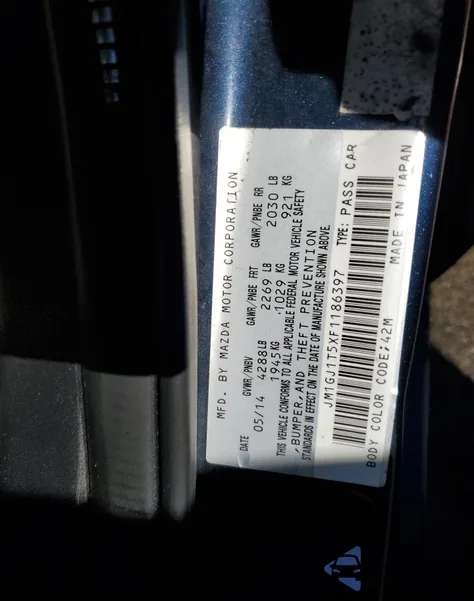 MFD. BY MAZDA MOTOR CORPORATION
DATE GVWR/PNBV GAWR/PNBE FRT GAWR/PNBE RR
05/14 4288LB 2269 LB 2030 LB
1945KG 1029 KG 921 KG
THIS VEHICLE CONFORMS TO ALL APPLICABLE FEDERAL MOTOR VEHICLE SAFETY
,BUMPER,AND THEFT PREVENTION
STANDARDS IN EFFECT ON THE DATE OF MANUFACTURE SHOWN ABOVE.
JM1GJ1T5XF1186397 TYPE: PASS CAR
BODY COLOR CODE;42M MADE IN JAPAN